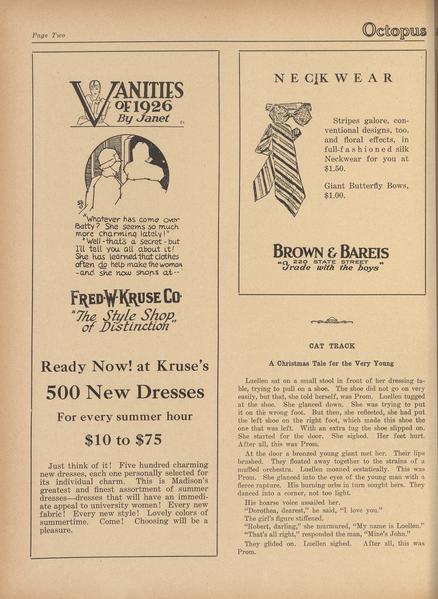 Page Two
Octopus
VANITIES
OF 1926
By Janet
"Whatever has come over
Betty? She seems so much
more charming lately!"
"Well-that's a secret-but
I'll tell you all about it!
She has learned that clothes
often do help make the woman
-and she now shops at--
FRED·W·KRUSE CO
"The Style Shop
of Distinction"
Ready Now! at Kruse's
500 New Dresses
For every summer hour
$10 to $75
Just think of it! Five hundred charming
new dresses, each one personally selected for
its individual charm. This is Madison's
greatest and finest assortment of summer
dresses—dresses that will have an immedi-
ate appeal to university women! Every new
fabric! Every new style! Lovely colors of
summertime. Come! Choosing will be a
pleasure.
NECKWEAR
Stripes galore, con-
ventional designs, too,
and floral effects, in
full-fashioned silk
Neckwear for you at
$1.50.
Giant Butterfly Bows,
$1.00.
BROWN & BAREIS
220 STATE STREET
"Trade with the boys"
CAT TRACK
A Christmas Tale for the Very Young
Luellen sat on a small stool in front of her dressing ta-
ble, trying to pull on a shoe. The shoe did not go on very
easily, but that, she told herself, was Prom. Luellen tugged
at the shoe. She glanced down. She was trying to put
it on the wrong foot. But then, she reflected, she had put
the left shoe on the right foot, which made this shoe the
one that was left. With an extra tug the shoe slipped on.
She started for the door. She sighed. Her feet hurt.
After all, this was Prom.
At the door a bronzed young giant met her. Their lips
brushed. They floated away together to the strains of a
muffled orchestra. Luellen moaned ecstatically. This was
Prom. She glanced into the eyes of the young man with a
fierce rapture. His burning orbs in turn sought hers. They
danced into a corner, not too light.
His hoarse voice assailed her.
"Dorothea, dearest," he said, "I love you."
The girl's figure stiffened.
"Robert, darling," she murmured, "My name is Luellen."
"That's all right," responded the man, "Mine's John."
They glided on. Luellen sighed. After all, this was
Prom.